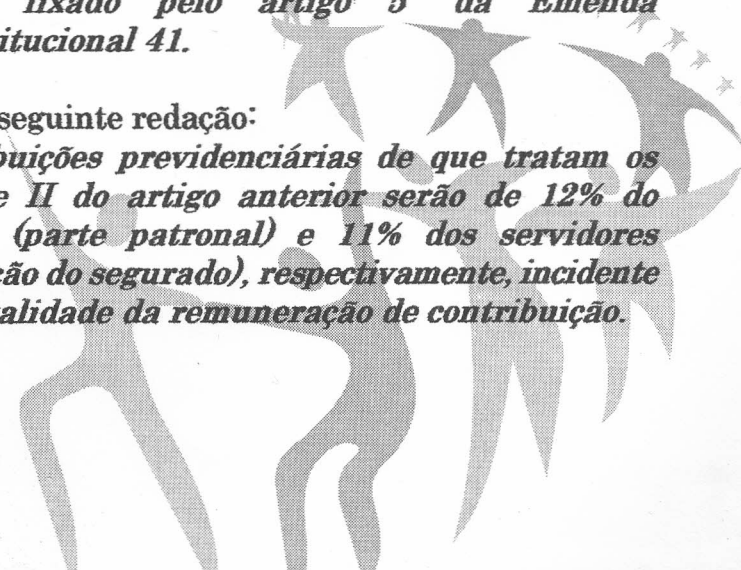 fixado pelo artigo 5º da Emenda
itucional 41.
seguinte redação:
buições previdenciárias de que tratam os
e II do artigo anterior serão de 12% do
(parte patronal) e 11% dos servidores
ção do segurado), respectivamente, incidente
alidade da remuneração de contribuição.